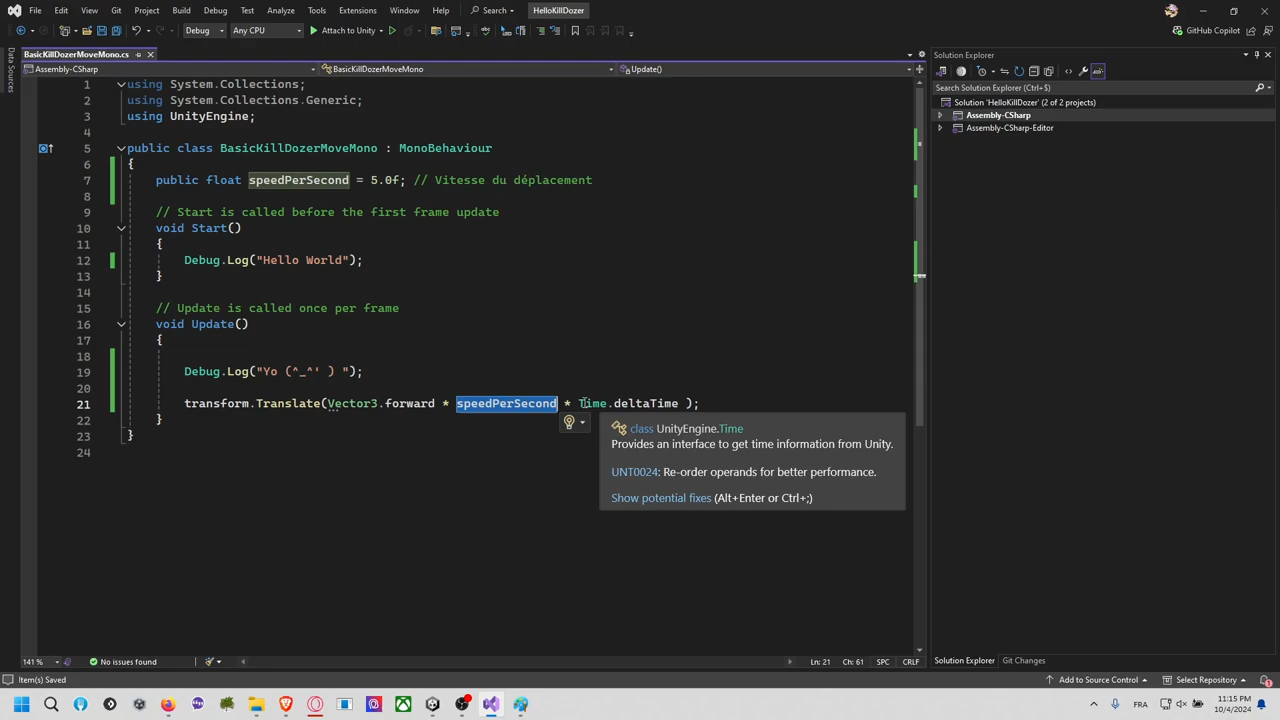 File Edit View Git Project Build Debug Test Analyze Tools Extensions Window Help Search HelloKillDozer
Debug Any CPU Attach to Unity GitHub Copilot
Data Sources
BasicKillDozerMoveMono.cs
Assembly-CSharp BasicKillDozerMoveMono Update()
1 using System.Collections;
2 using System.Collections.Generic;
3 using UnityEngine;
4
5 public class BasicKillDozerMoveMono : MonoBehaviour
6 {
7 public float speedPerSecond = 5.0f; // Vitesse du déplacement
8
9 // Start is called before the first frame update
10 void Start()
11 {
12 Debug.Log("Hello World");
13 }
14
15 // Update is called once per frame
16 void Update()
17 {
18
19 Debug.Log("Yo (^_^' ) ");
20
21 transform.Translate(Vector3.forward * speedPerSecond * Time.deltaTime );
22 }
23 }
24
class UnityEngine.Time
Provides an interface to get time information from Unity.
UNT0024: Re-order operands for better performance.
Show potential fixes (Alt+Enter or Ctrl+;)
Solution Explorer
Search Solution Explorer (Ctrl+$)
Solution 'HelloKillDozer' (2 of 2 projects)
Assembly-CSharp
Assembly-CSharp-Editor
Solution Explorer Git Changes
141 % No issues found Ln: 21 Ch: 61 SPC CRLF
Item(s) Saved Add to Source Control Select Repository
FRA 11:15 PM
10/4/2024